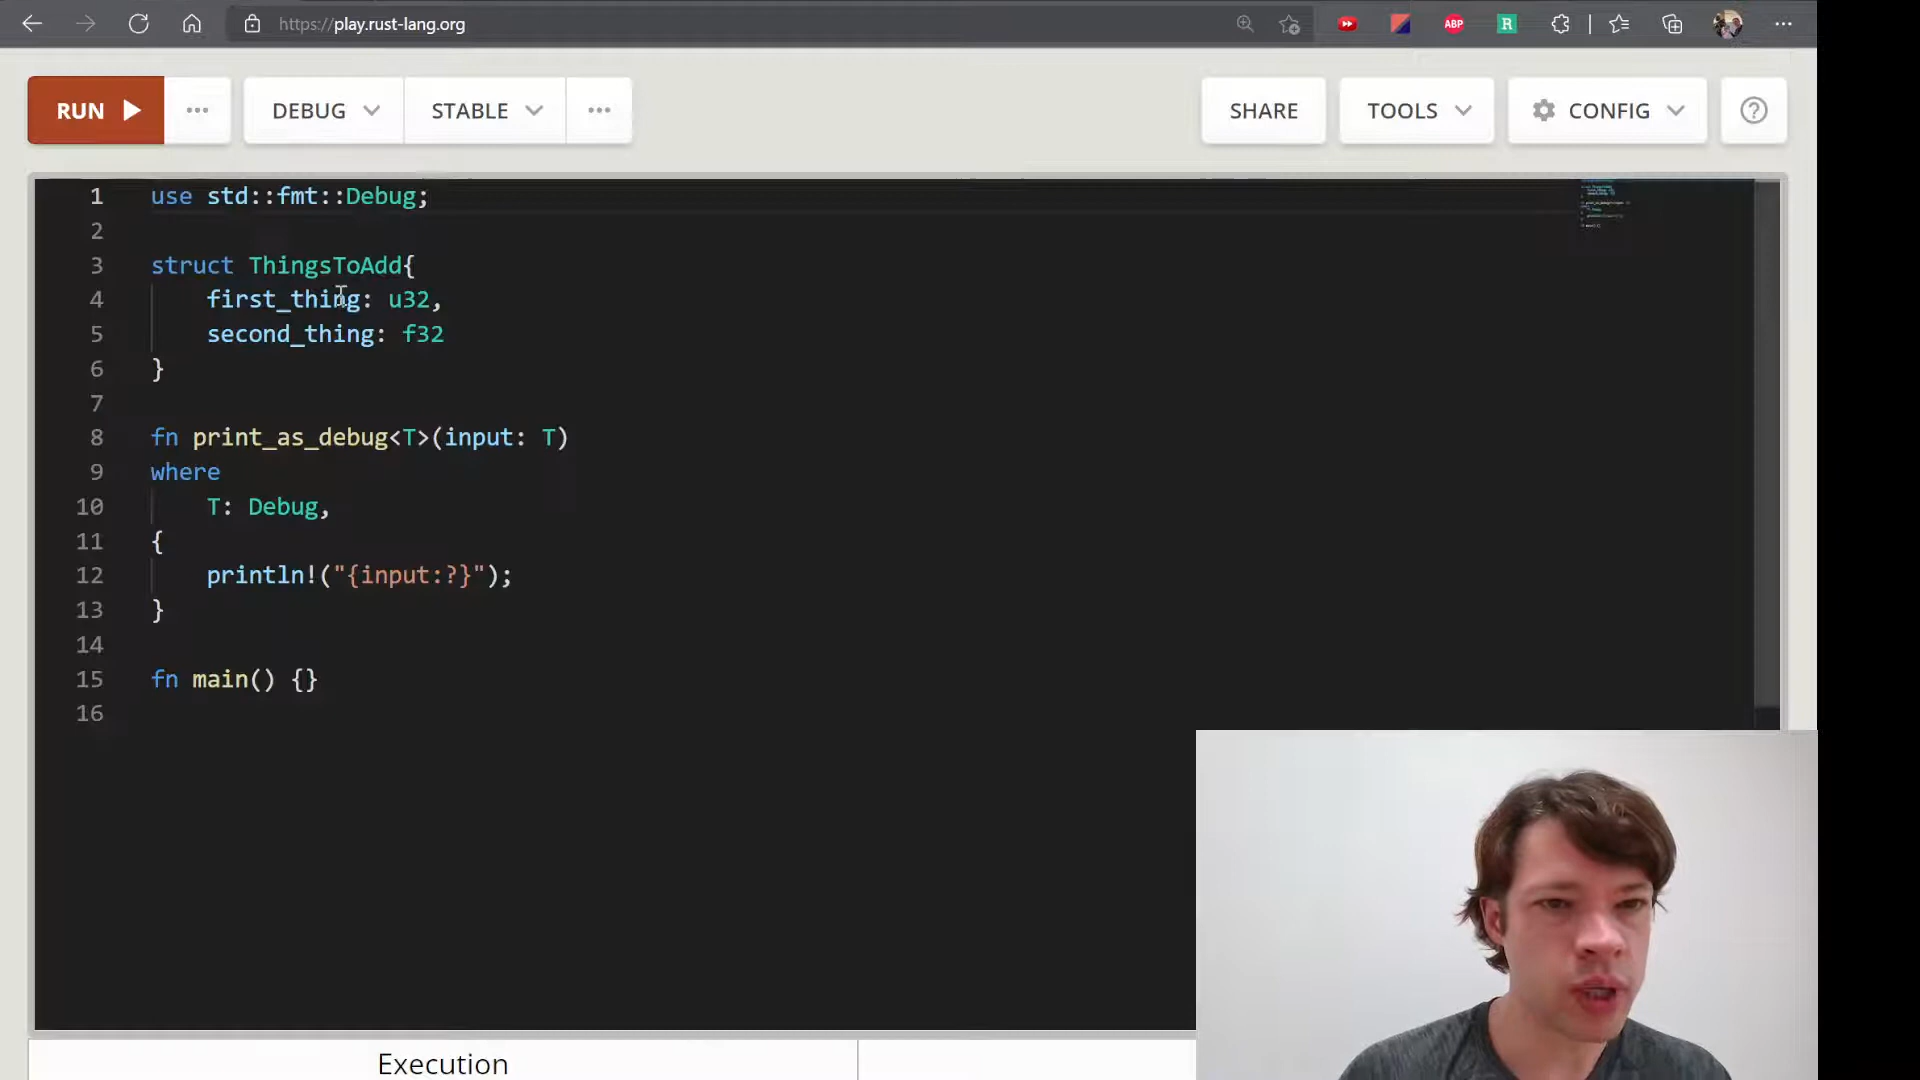 https://play.rust-lang.org
ABP
R
RUN
DEBUG
STABLE
SHARE
TOOLS
CONFIG
1 use std::fmt::Debug;
2
3 struct ThingsToAdd{
4 first_thing: u32,
5 second_thing: f32
6 }
7
8 fn print_as_debug<T>(input: T)
9 where
10 T: Debug,
11 {
12 println!("{input:?}");
13 }
14
15 fn main() {}
16
Execution